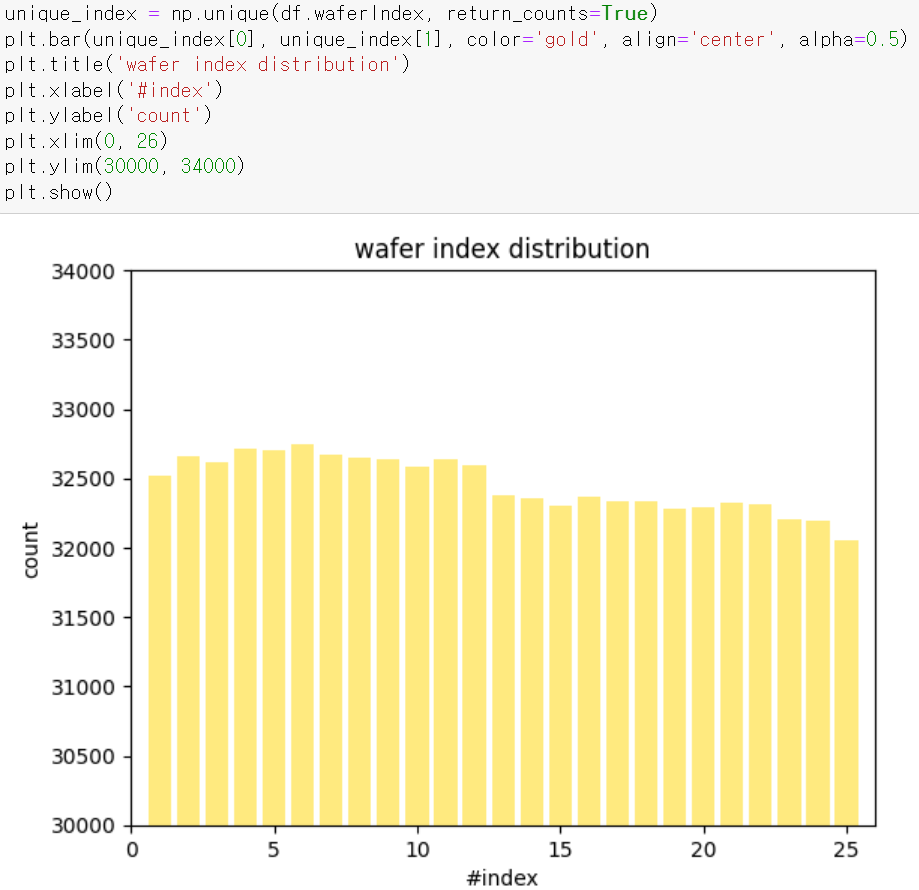 unique_index = np.unique(df.waferIndex, return_counts=True)
plt.bar(unique_index[0], unique_index[1], color='gold', align='center', alpha=0.5)
plt.title('wafer index distribution')
plt.xlabel('#index')
plt.ylabel('count')
plt.xlim(0, 26)
plt.ylim(30000, 34000)
plt.show()
wafer index distribution
34000
33500
33000
32500
32000
31500
31000
30500
30000
count
0 5 10 15 20 25
#index